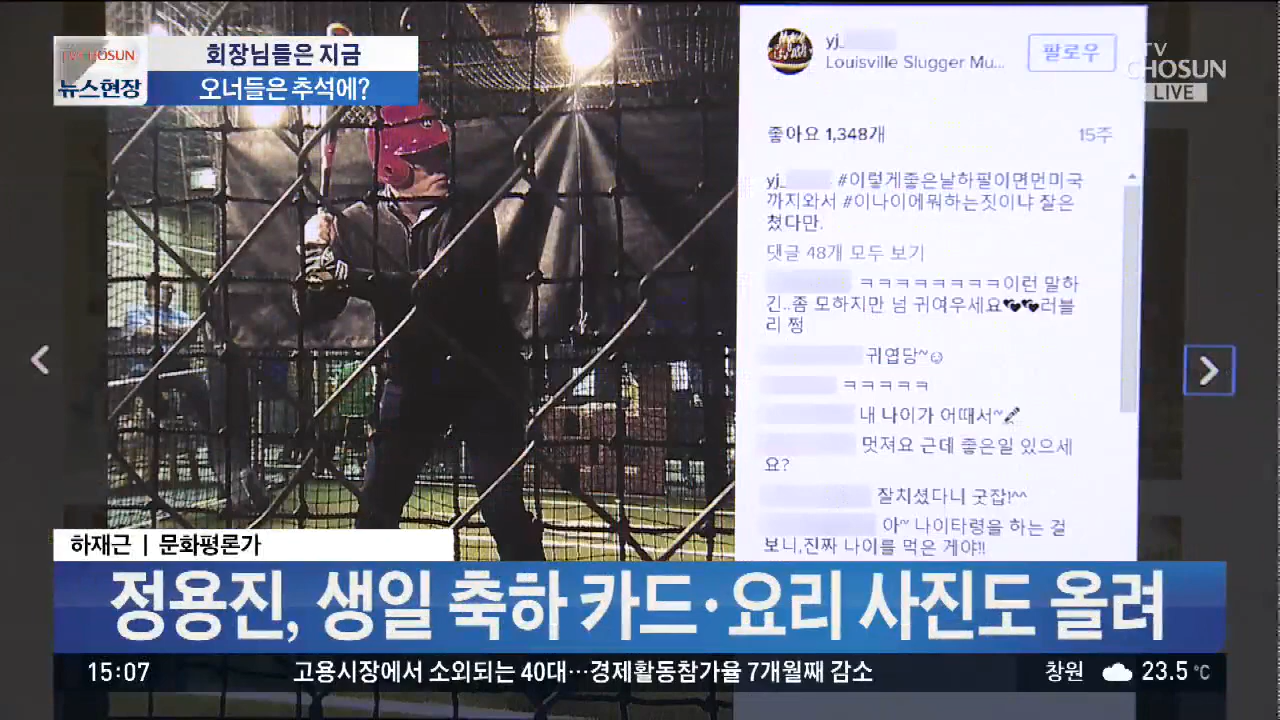 TV CHOSUN
뉴스현장
회장님들은 지금
오너들은 추석에?
TV
CHOSUN
LIVE
yj_
Louisville Slugger Mu...
팔로우
좋아요 1,348개
15주
yj_ #이렇게좋은날하필이면먼미국
까지와서 #이나이에뭐하는짓이냐 잘은
쳤다만.
댓글 48개 모두 보기
ㅋㅋㅋㅋㅋㅋㅋㅋ이런 말하
긴..좀 모하지만 넘 귀여우세요🖤🖤러블
리 쩡
귀엽당~☺
ㅋㅋㅋㅋㅋ
내 나이가 어때서~🎤
멋져요 근데 좋은일 있으세
요?
잘치셨다니 굿잡!^^
아~ 나이타령을 하는 걸
보니,진짜 나이를 먹은 게야!!
하재근 | 문화평론가
정용진, 생일 축하 카드·요리 사진도 올려
15:07
고용시장에서 소외되는 40대…경제활동참가율 7개월째 감소
창원
23.5℃